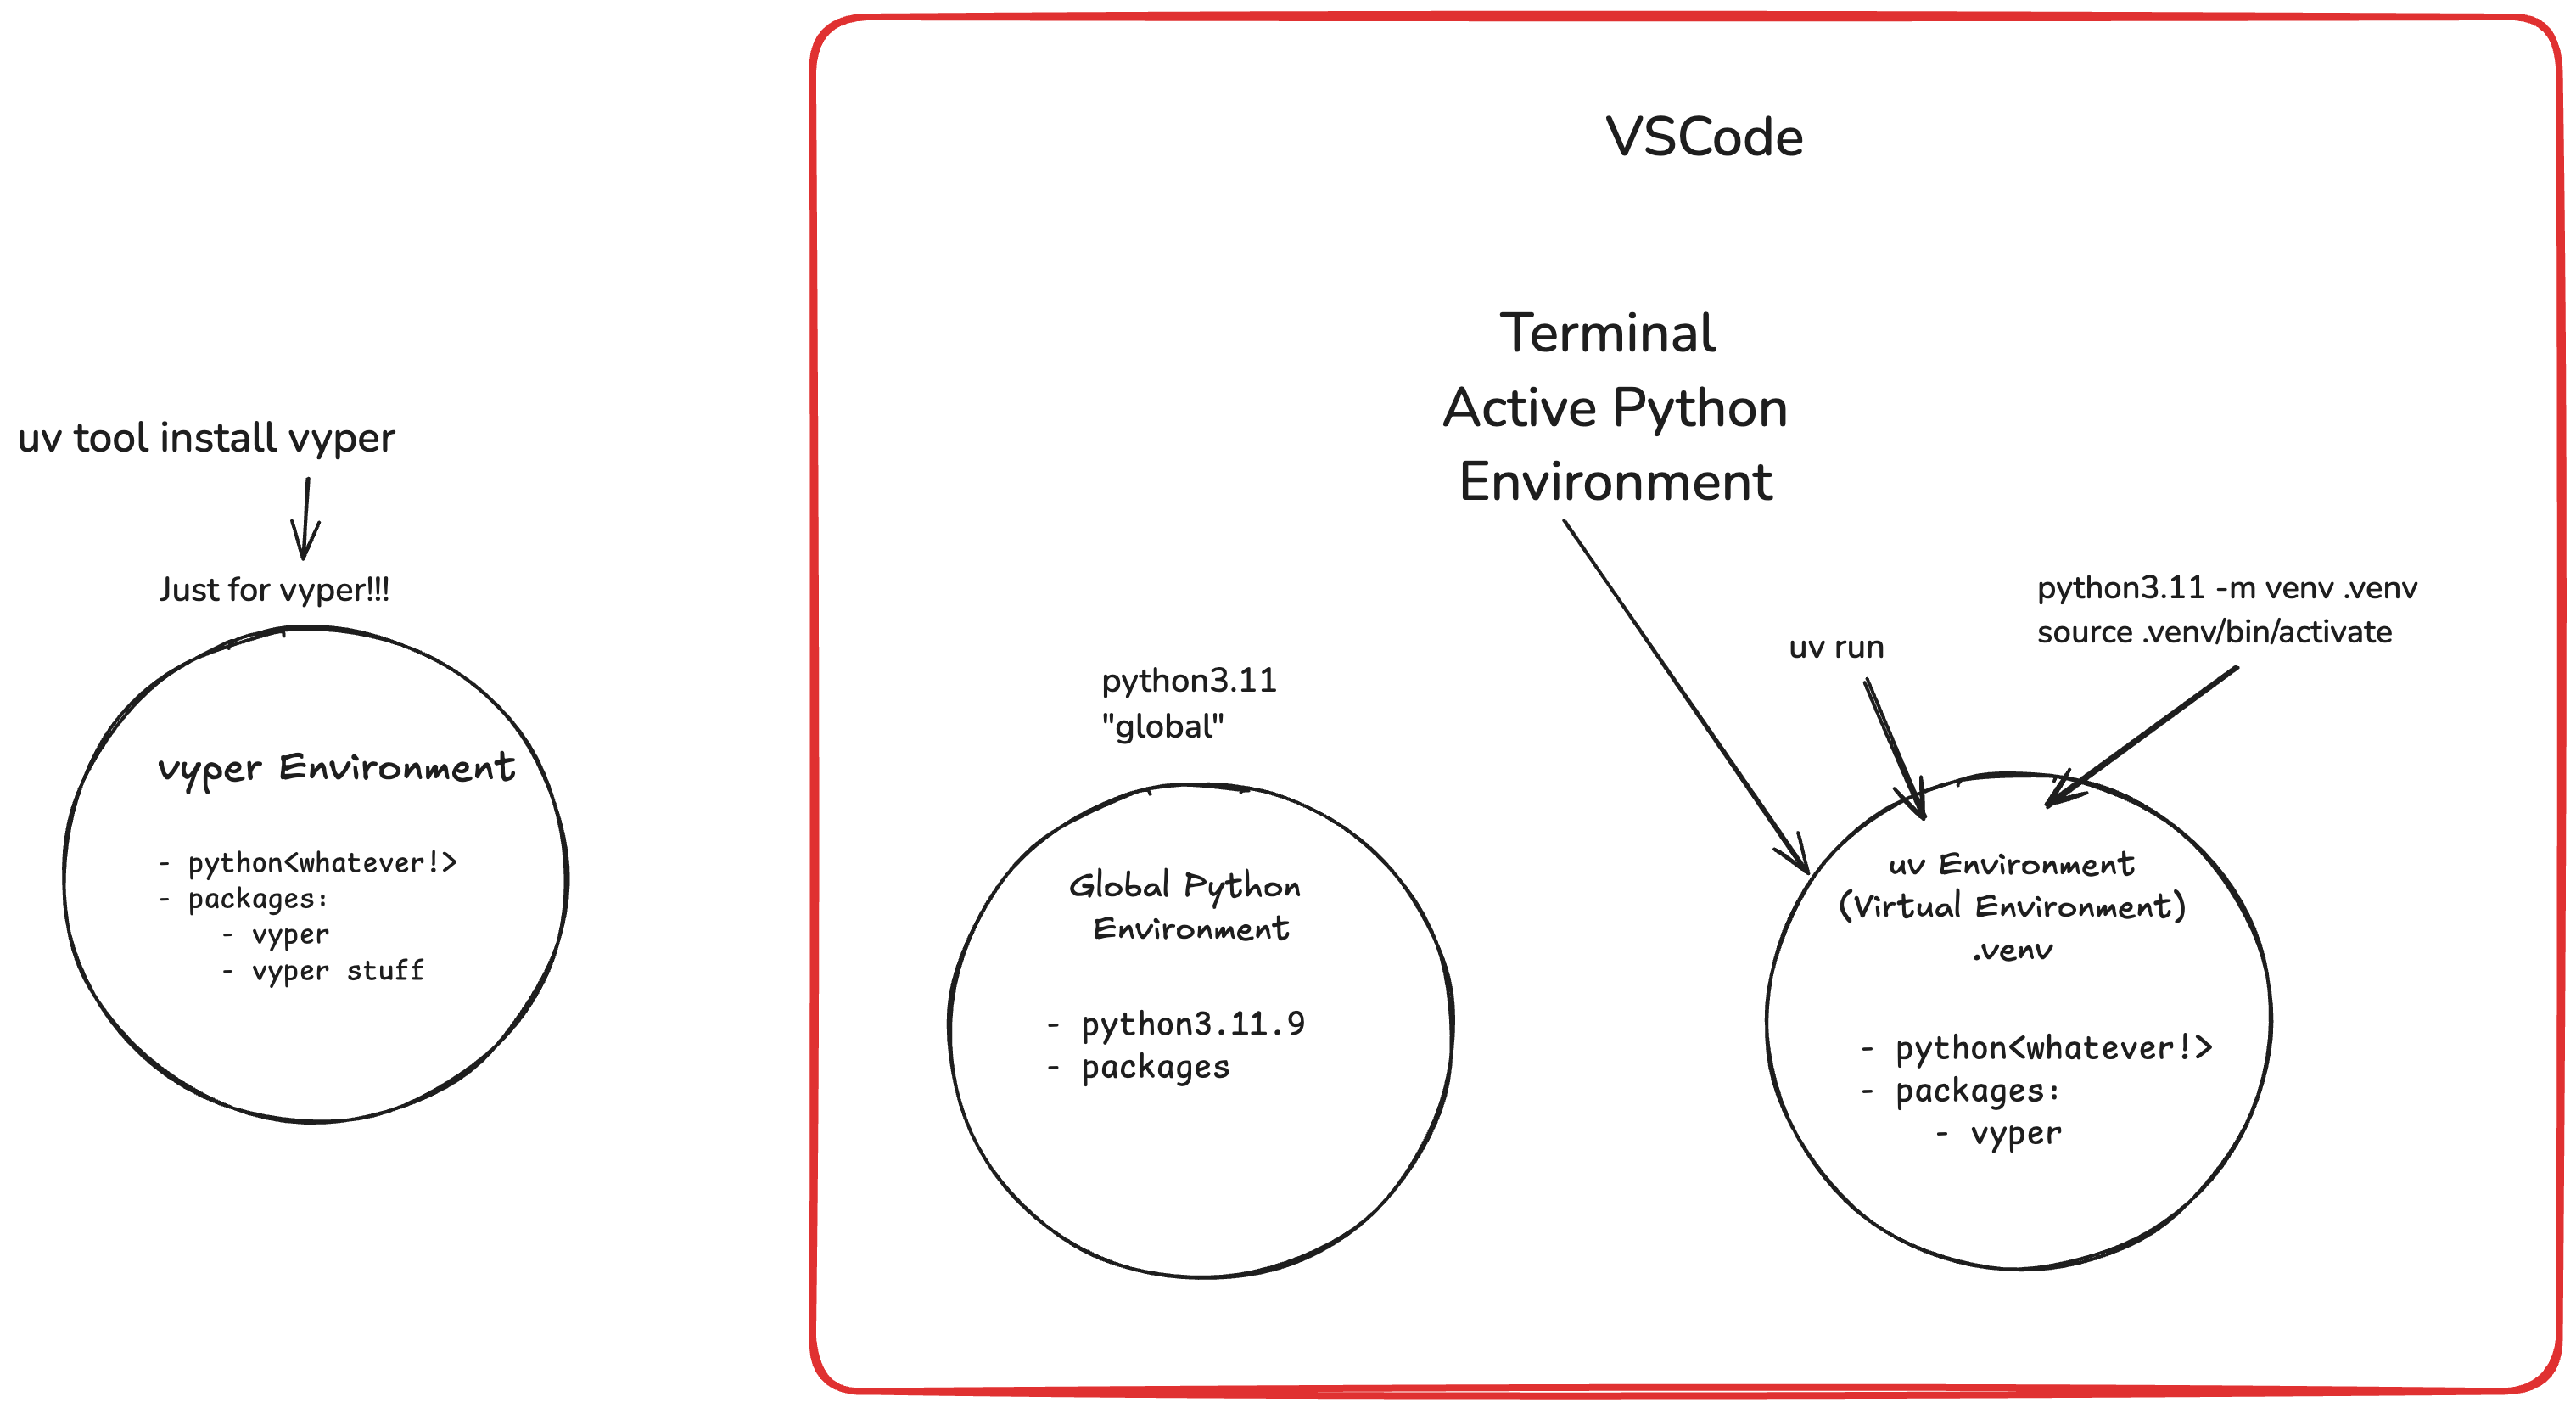 VSCode
Terminal
Active Python
Environment
uv tool install vyper
Just for vyper!!!
vyper Environment
- python<whatever!>
- packages:
- vyper
- vyper stuff
python3.11
"global"
Global Python
Environment
- python3.11.9
- packages
uv run
python3.11 -m venv .venv
source .venv/bin/activate
uv Environment
(Virtual Environment)
.venv
- python<whatever!>
- packages:
- vyper